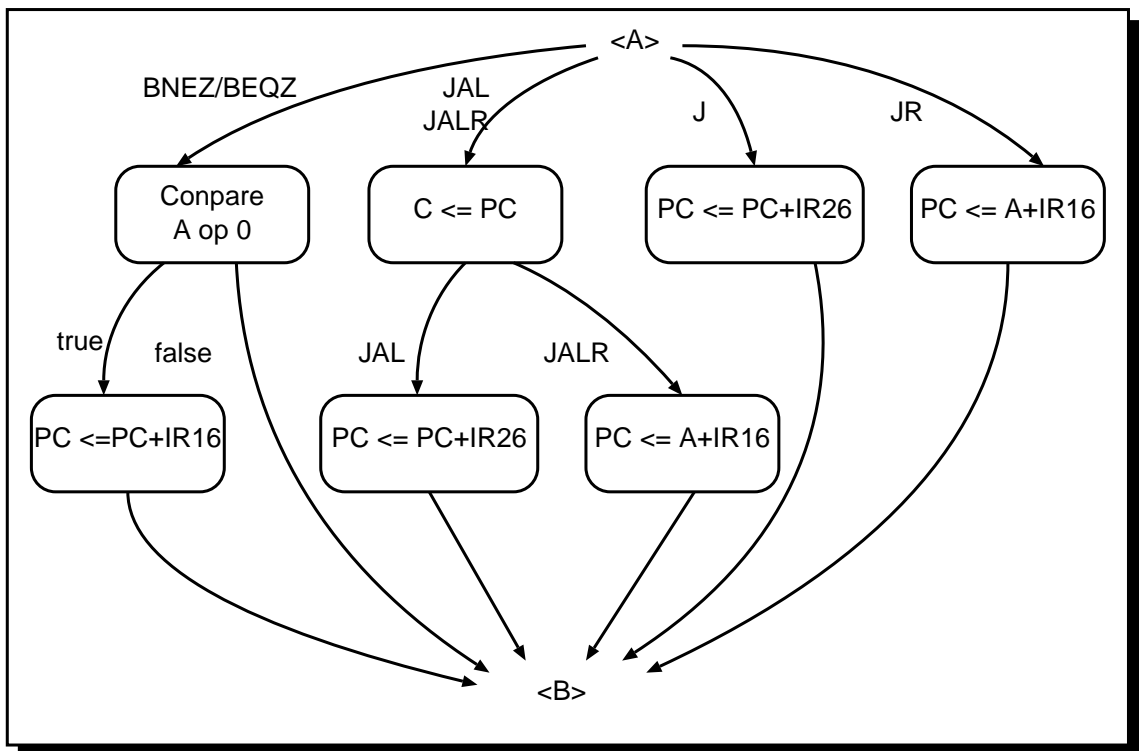 <A>
BNEZ/BEQZ
JAL
JALR
J
JR
Conpare
A op 0
C <= PC
PC <= PC+IR26
PC <= A+IR16
true
false
JAL
JALR
PC <=PC+IR16
PC <= PC+IR26
PC <= A+IR16
<B>